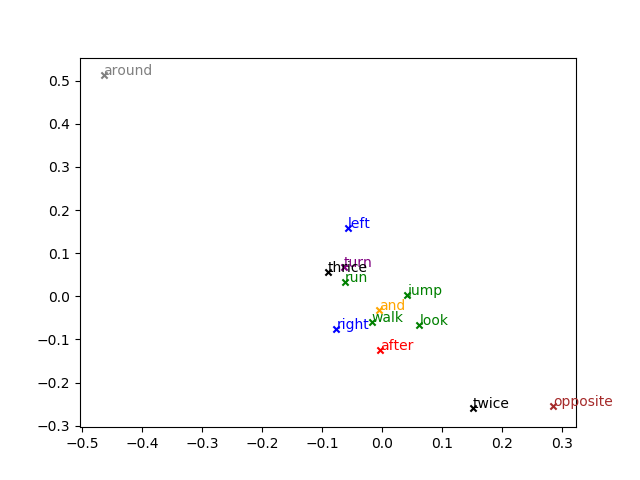 around
0.5
0.4
0.3
0.2
left
0.1
turn
thrice
run
0.0
jump
and
walk
look
right
−0.1
after
−0.2
twice
opposite
−0.3
−0.5 −0.4 −0.3 −0.2 −0.1 0.0 0.1 0.2 0.3